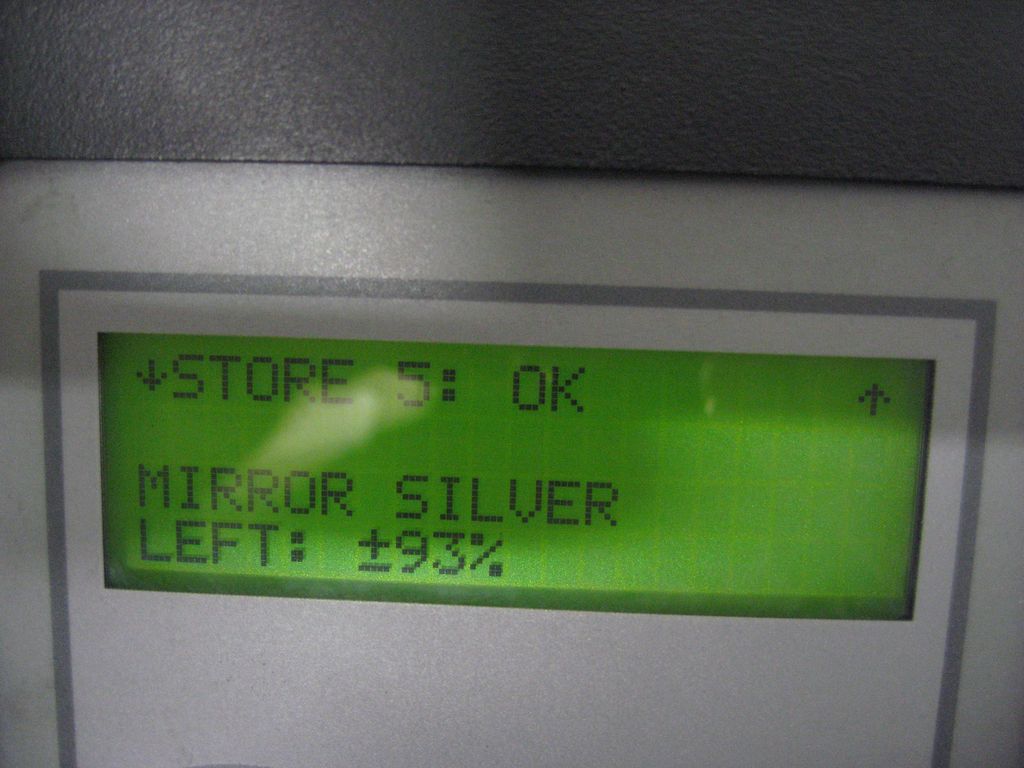 ↓STORE 5: OK ↑
MIRROR SILVER
LEFT: ±93%